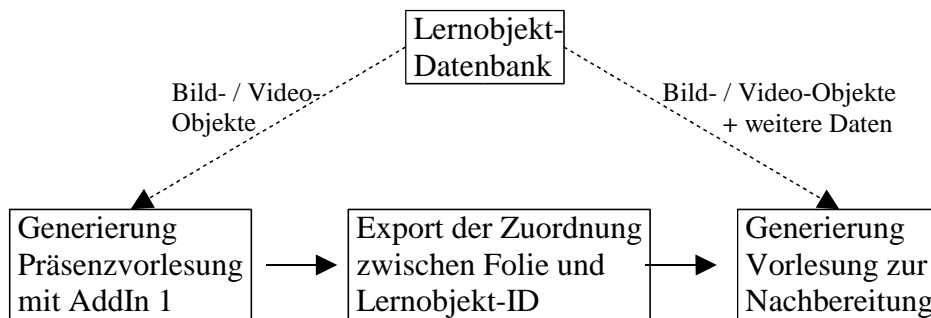 Lernobjekt-
Datenbank
Bild- / Video-
Objekte
Bild- / Video-Objekte
+ weitere Daten
Generierung
Präsenzvorlesung
mit AddIn 1
Export der Zuordnung
zwischen Folie und
Lernobjekt-ID
Generierung
Vorlesung zur
Nachbereitung